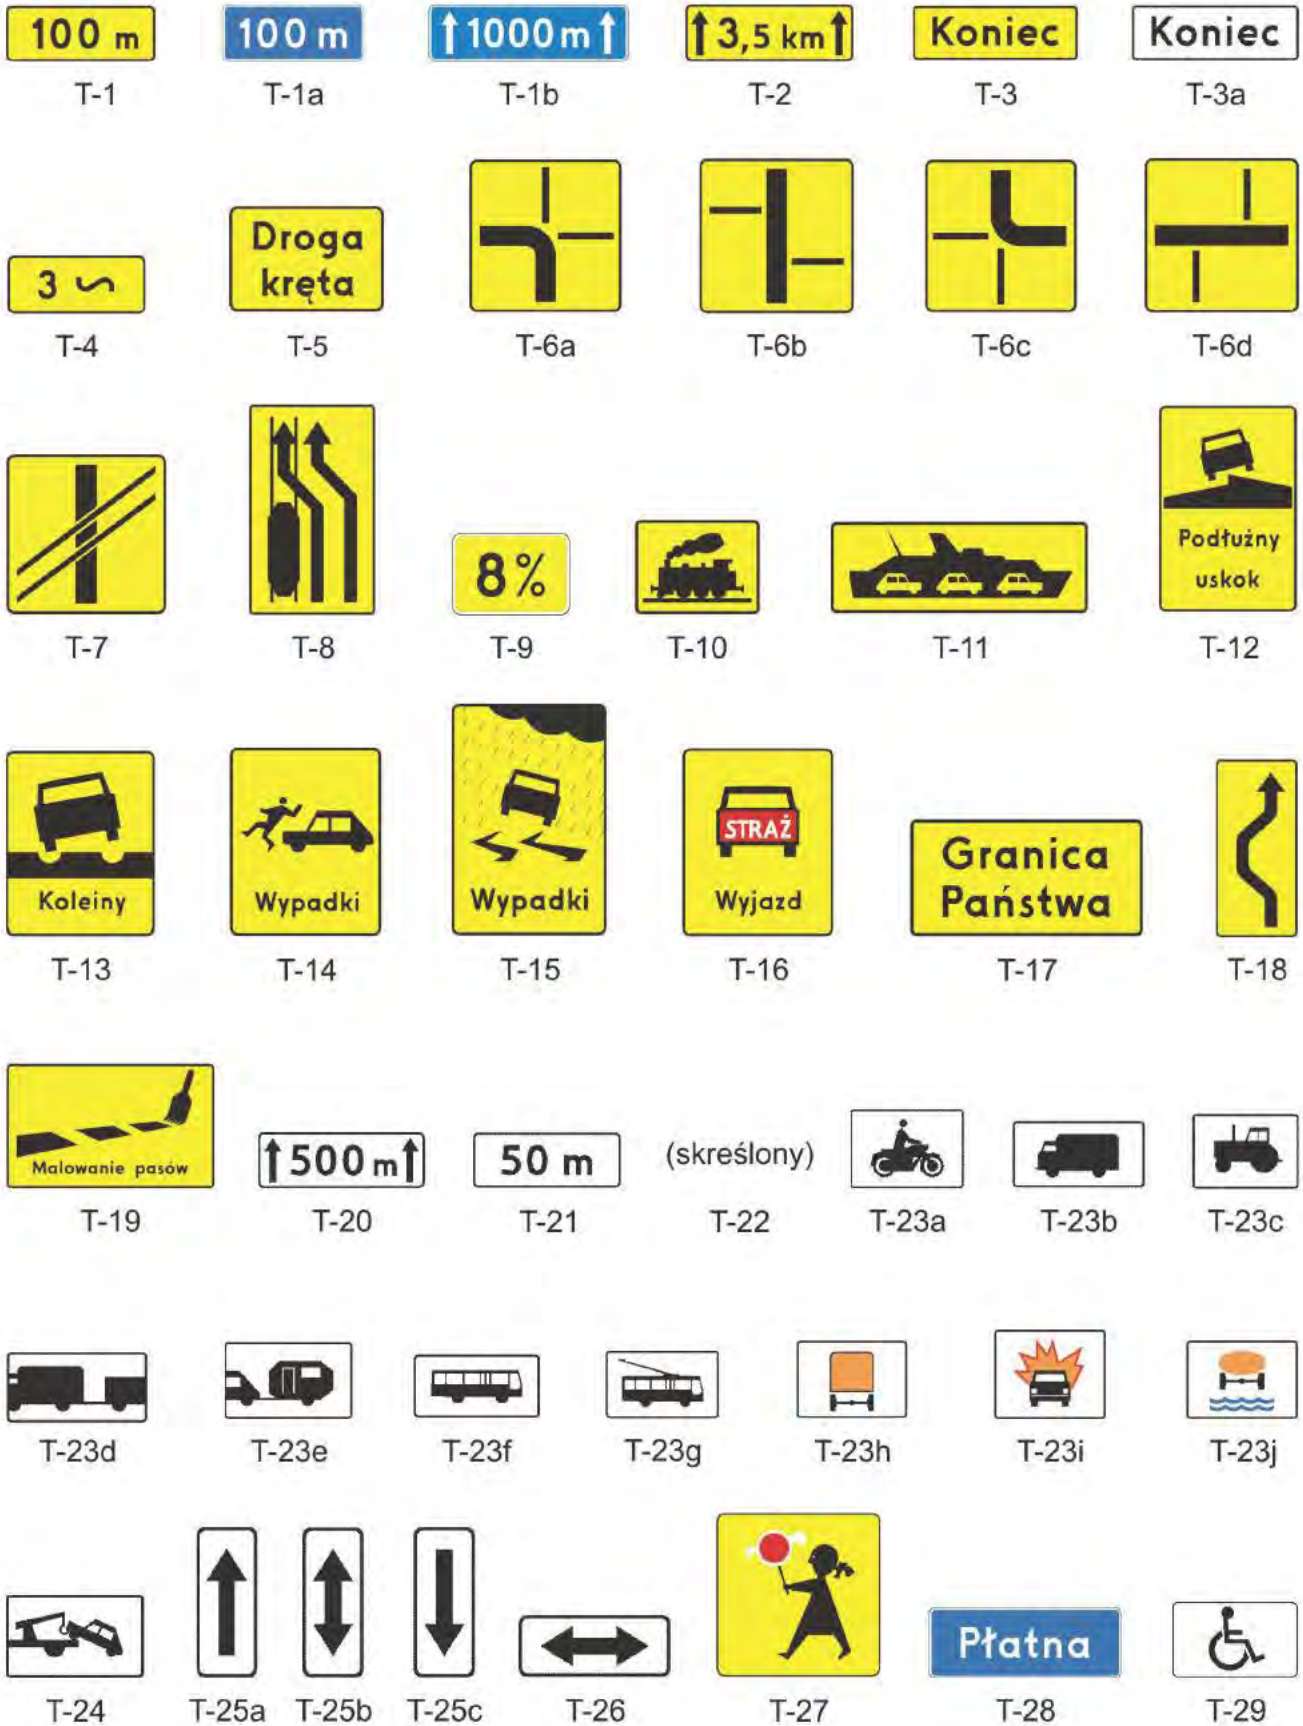 100 m
100 m
1000 m
3,5 km
Koniec
Koniec
T-1
T-1a
T-1b
T-2
T-3
T-3a
3
Droga
kręta
T-4
T-5
T-6a
T-6b
T-6c
T-6d
8%
Podłużny
uskok
T-7
T-8
T-9
T-10
T-11
T-12
Koleiny
Wypadki
Wypadki
STRAŻ
Wyjazd
Granica
Państwa
T-13
T-14
T-15
T-16
T-17
T-18
Malowanie pasów
500 m
50 m
(skreślony)
T-19
T-20
T-21
T-22
T-23a
T-23b
T-23c
T-23d
T-23e
T-23f
T-23g
T-23h
T-23i
T-23j
Płatna
T-24
T-25a
T-25b
T-25c
T-26
T-27
T-28
T-29